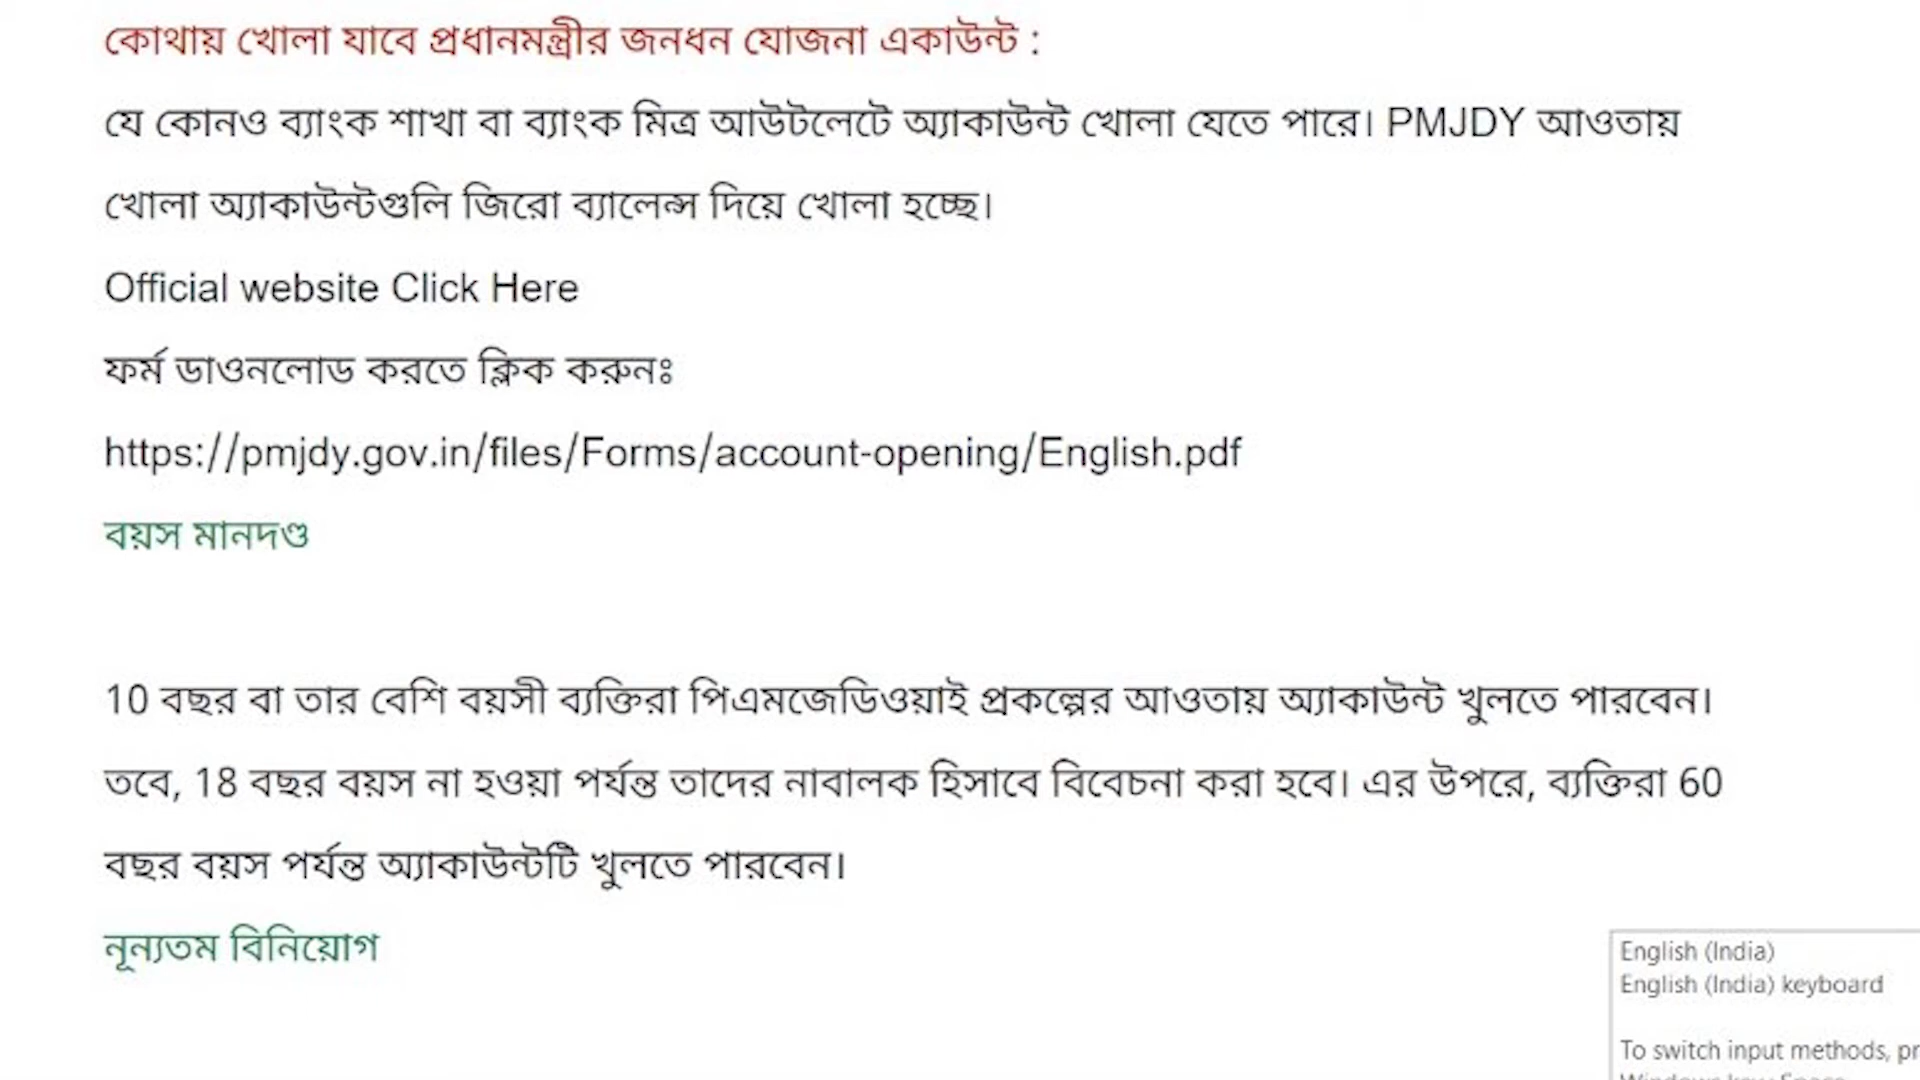 কোথায় খোলা যাবে প্রধানমন্ত্রীর জনধন যোজনা একাউন্ট :
যে কোনও ব্যাংক শাখা বা ব্যাংক মিত্র আউটলেটে অ্যাকাউন্ট খোলা যেতে পারে। PMJDY আওতায়
খোলা অ্যাকাউন্টগুলি জিরো ব্যালেন্স দিয়ে খোলা হচ্ছে।
Official website Click Here
ফর্ম ডাওনলোড করতে ক্লিক করুনঃ
https://pmjdy.gov.in/files/Forms/account-opening/English.pdf
বয়স মানদণ্ড
10 বছর বা তার বেশি বয়সী ব্যক্তিরা পিএমজেডিওয়াই প্রকল্পের আওতায় অ্যাকাউন্ট খুলতে পারবেন।
তবে, 18 বছর বয়স না হওয়া পর্যন্ত তাদের নাবালক হিসাবে বিবেচনা করা হবে। এর উপরে, ব্যক্তিরা 60
বছর বয়স পর্যন্ত অ্যাকাউন্টটি খুলতে পারবেন।
নূন্যতম বিনিয়োগ
English (India)
English (India) keyboard
To switch input methods, pr